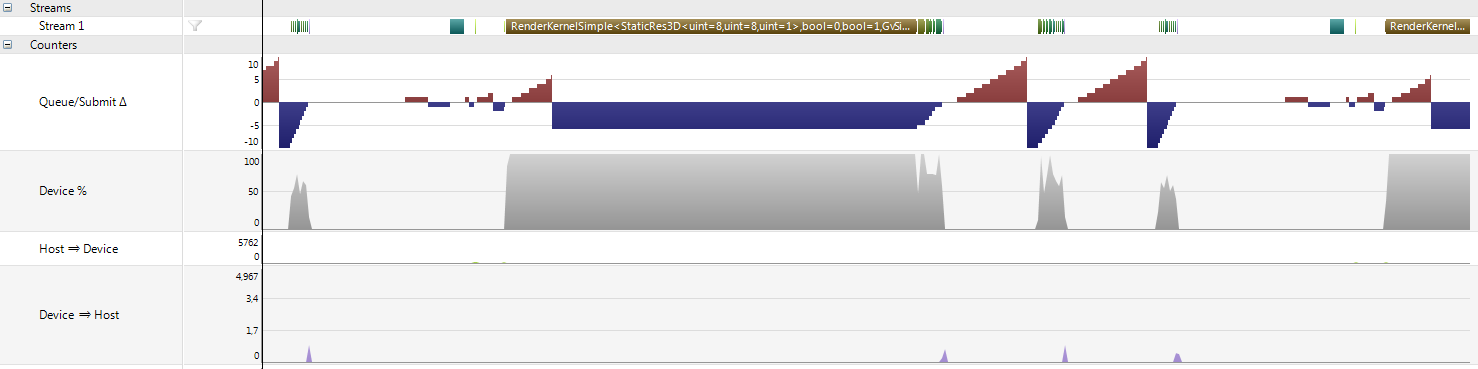 Streams
Stream 1
RenderKernelSimple<StaticRes3D<uint=8,uint=8,uint=1>,bool=0,bool=1,GvSi...
RenderKernel...
Counters
Queue/Submit Δ
10
5
0
-5
-10
Device %
100
50
0
Host ⇒ Device
5762
0
Device ⇒ Host
4,967
3,4
1,7
0